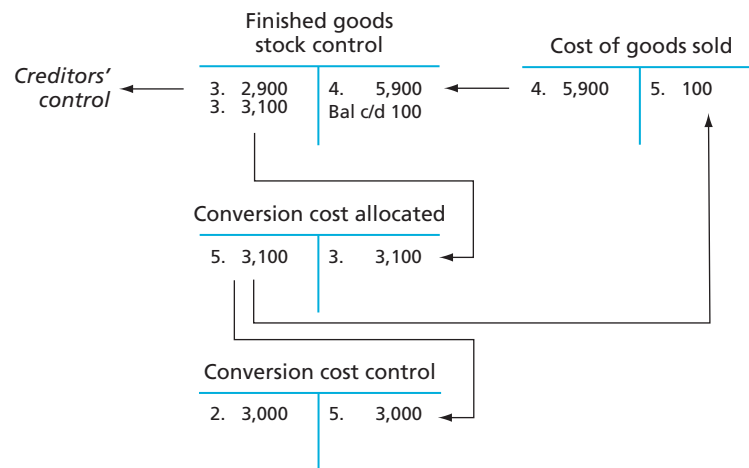 Finished goods
stock control
Cost of goods sold
Creditors'
control
3. 2,900 4. 5,900
3. 3,100 Bal c/d 100
4. 5,900 5. 100
Conversion cost allocated
5. 3,100 3. 3,100
Conversion cost control
2. 3,000 5. 3,000